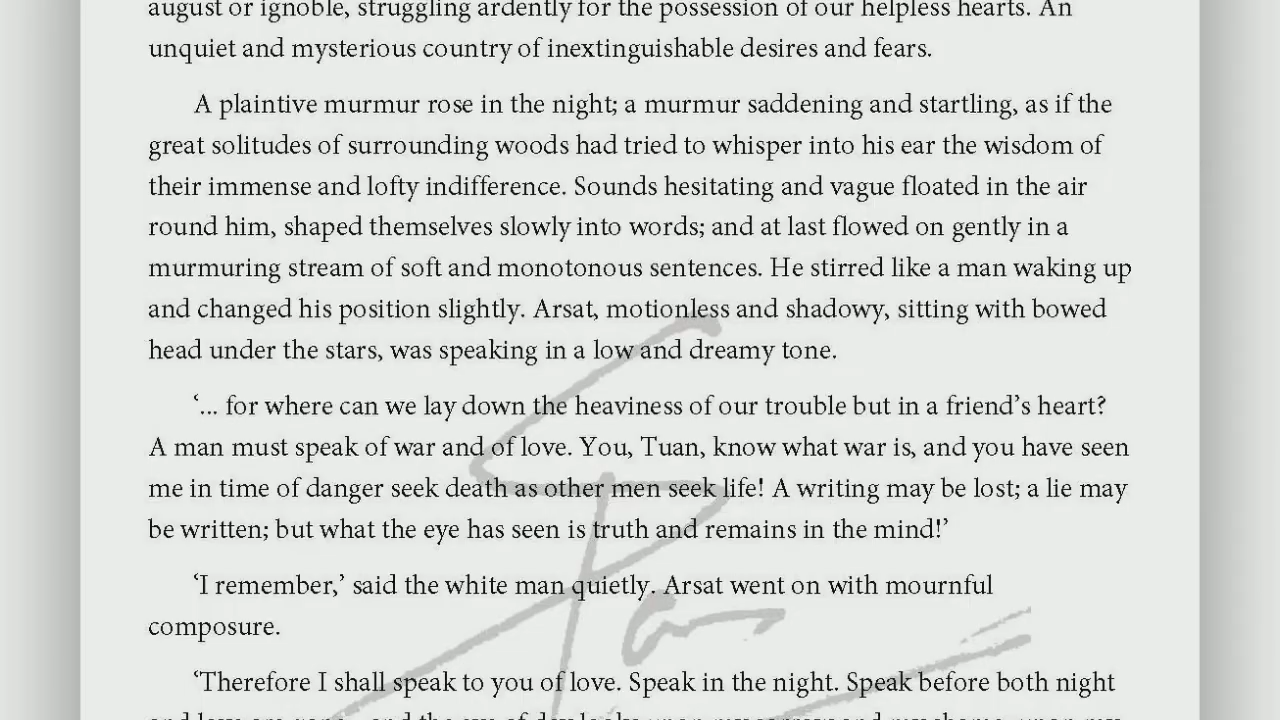 august or ignoble, struggling ardently for the possession of our helpless hearts. An
unquiet and mysterious country of inextinguishable desires and fears.
A plaintive murmur rose in the night; a murmur saddening and startling, as if the
great solitudes of surrounding woods had tried to whisper into his ear the wisdom of
their immense and lofty indifference. Sounds hesitating and vague floated in the air
round him, shaped themselves slowly into words; and at last flowed on gently in a
murmuring stream of soft and monotonous sentences. He stirred like a man waking up
and changed his position slightly. Arsat, motionless and shadowy, sitting with bowed
head under the stars, was speaking in a low and dreamy tone.
‘... for where can we lay down the heaviness of our trouble but in a friend’s heart?
A man must speak of war and of love. You, Tuan, know what war is, and you have seen
me in time of danger seek death as other men seek life! A writing may be lost; a lie may
be written; but what the eye has seen is truth and remains in the mind!’
‘I remember,’ said the white man quietly. Arsat went on with mournful
composure.
‘Therefore I shall speak to you of love. Speak in the night. Speak before both night